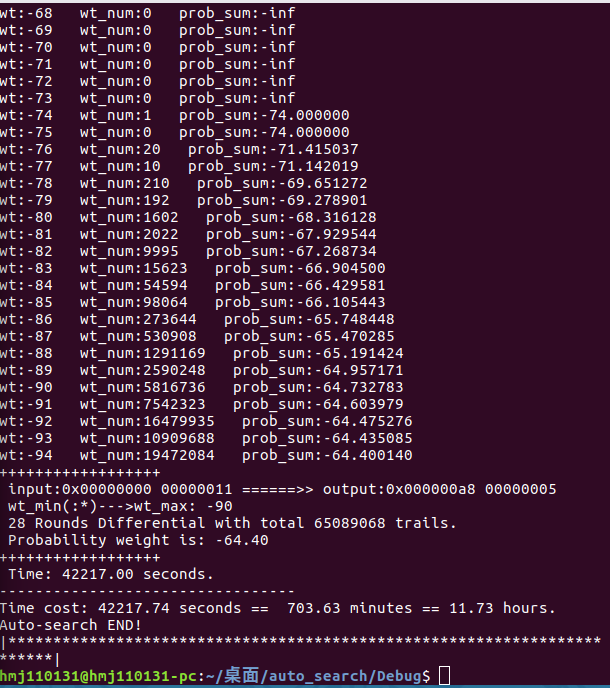 wt:-68   wt_num:0   prob_sum:-inf
wt:-69   wt_num:0   prob_sum:-inf
wt:-70   wt_num:0   prob_sum:-inf
wt:-71   wt_num:0   prob_sum:-inf
wt:-72   wt_num:0   prob_sum:-inf
wt:-73   wt_num:0   prob_sum:-inf
wt:-74   wt_num:1   prob_sum:-74.000000
wt:-75   wt_num:0   prob_sum:-74.000000
wt:-76   wt_num:20   prob_sum:-71.415037
wt:-77   wt_num:10   prob_sum:-71.142019
wt:-78   wt_num:210   prob_sum:-69.651272
wt:-79   wt_num:192   prob_sum:-69.278901
wt:-80   wt_num:1602   prob_sum:-68.316128
wt:-81   wt_num:2022   prob_sum:-67.929544
wt:-82   wt_num:9995   prob_sum:-67.268734
wt:-83   wt_num:15623   prob_sum:-66.904500
wt:-84   wt_num:54594   prob_sum:-66.429581
wt:-85   wt_num:98064   prob_sum:-66.105443
wt:-86   wt_num:273644   prob_sum:-65.748448
wt:-87   wt_num:530908   prob_sum:-65.470285
wt:-88   wt_num:1291169   prob_sum:-65.191424
wt:-89   wt_num:2590248   prob_sum:-64.957171
wt:-90   wt_num:5816736   prob_sum:-64.732783
wt:-91   wt_num:7542323   prob_sum:-64.603979
wt:-92   wt_num:16479935   prob_sum:-64.475276
wt:-93   wt_num:10909688   prob_sum:-64.435085
wt:-94   wt_num:19472084   prob_sum:-64.400140
++++++++++++++++++
 input:0x00000000 00000011 ======>> output:0x000000a8 00000005
 wt_min(:*)--->wt_max: -90
 28 Rounds Differential with total 65089068 trails.
 Probability weight is: -64.40
++++++++++++++++++
 Time: 42217.00 seconds.
---------------------------------
Time cost: 42217.74 seconds ==  703.63 minutes == 11.73 hours.
Auto-search END!
|******************************************************************
******|
hmj110131@hmj110131-pc:~/桌面/auto_search/Debug$